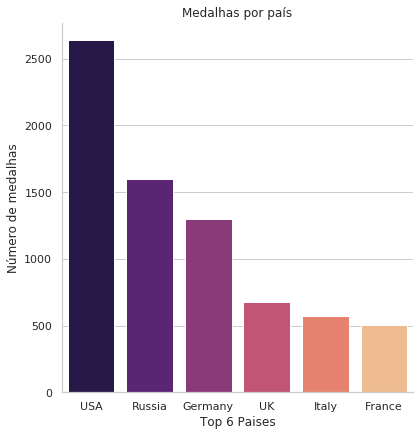 Medalhas por país
Número de medalhas
2500
2000
1500
1000
500
0
USA Russia Germany UK Italy France
Top 6 Paises